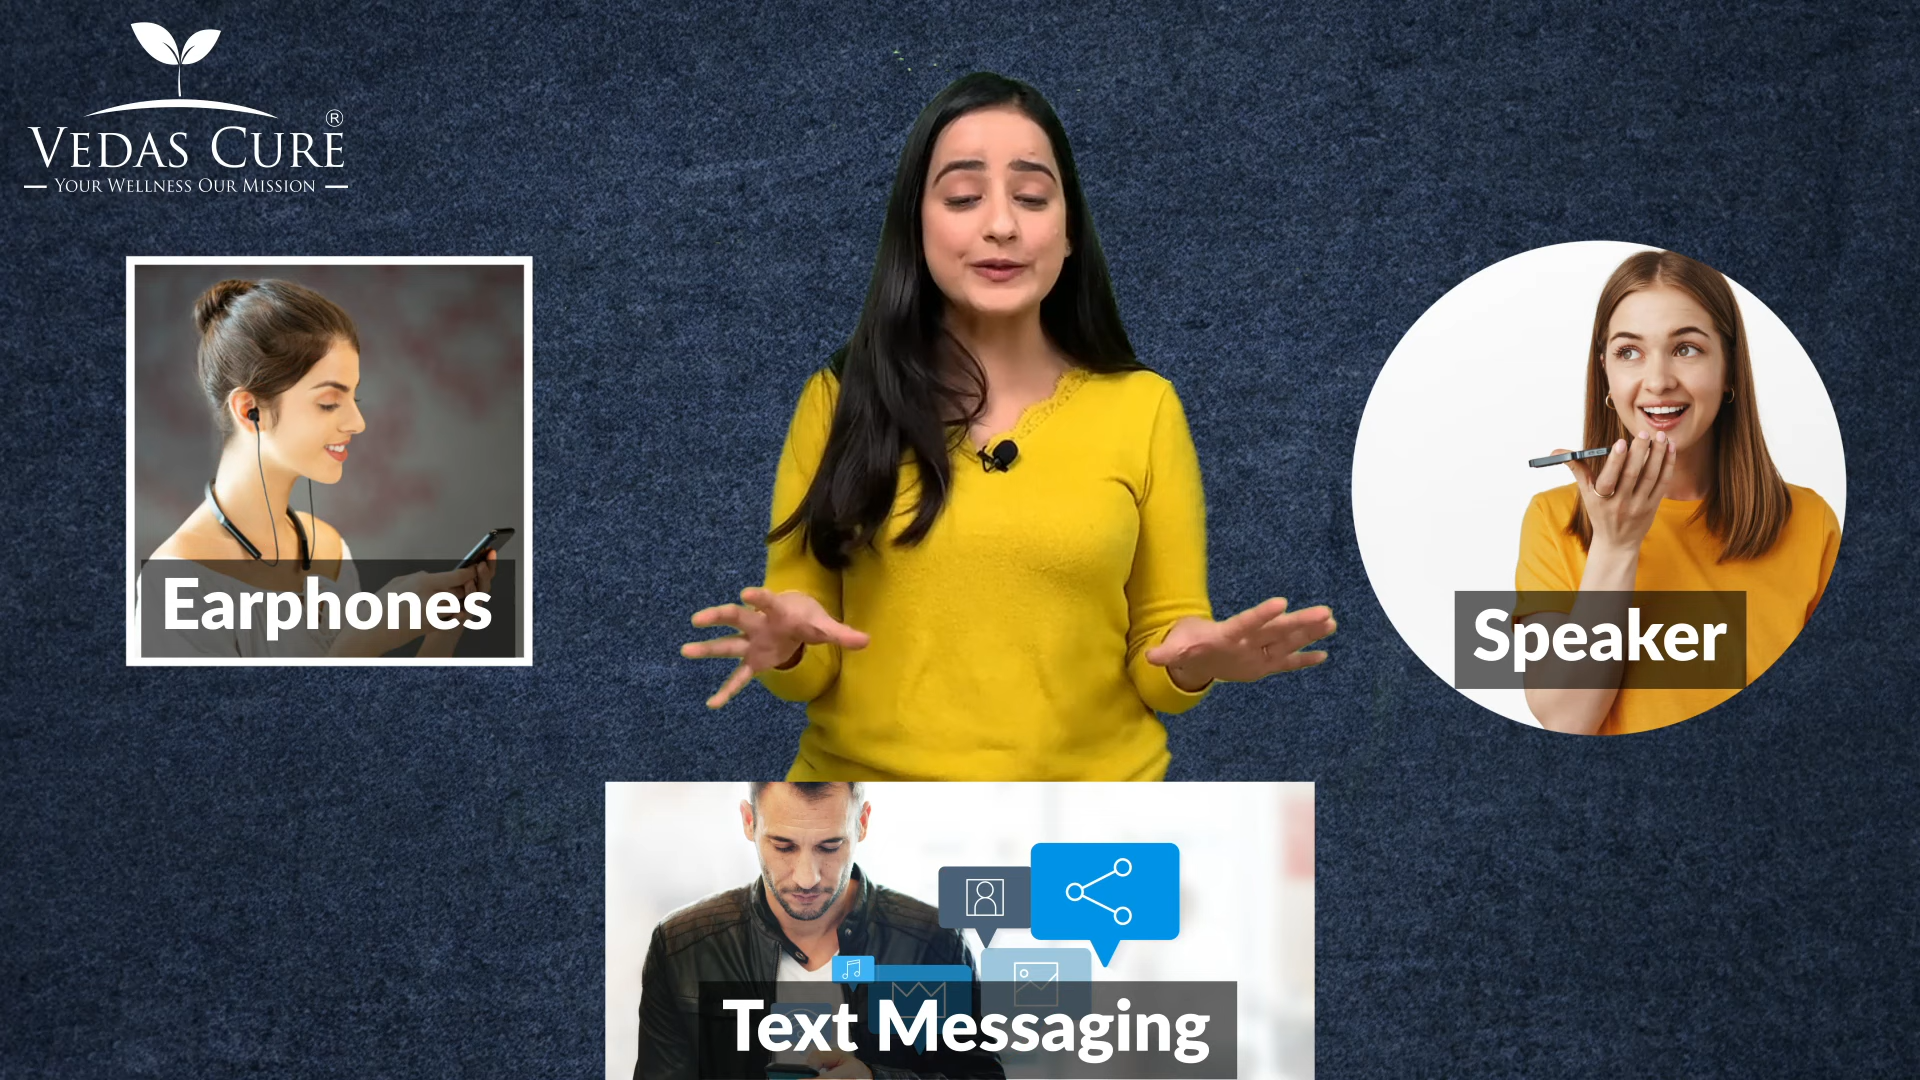 VEDAS CURE®
YOUR WELLNESS OUR MISSION
Earphones
Speaker
Text Messaging